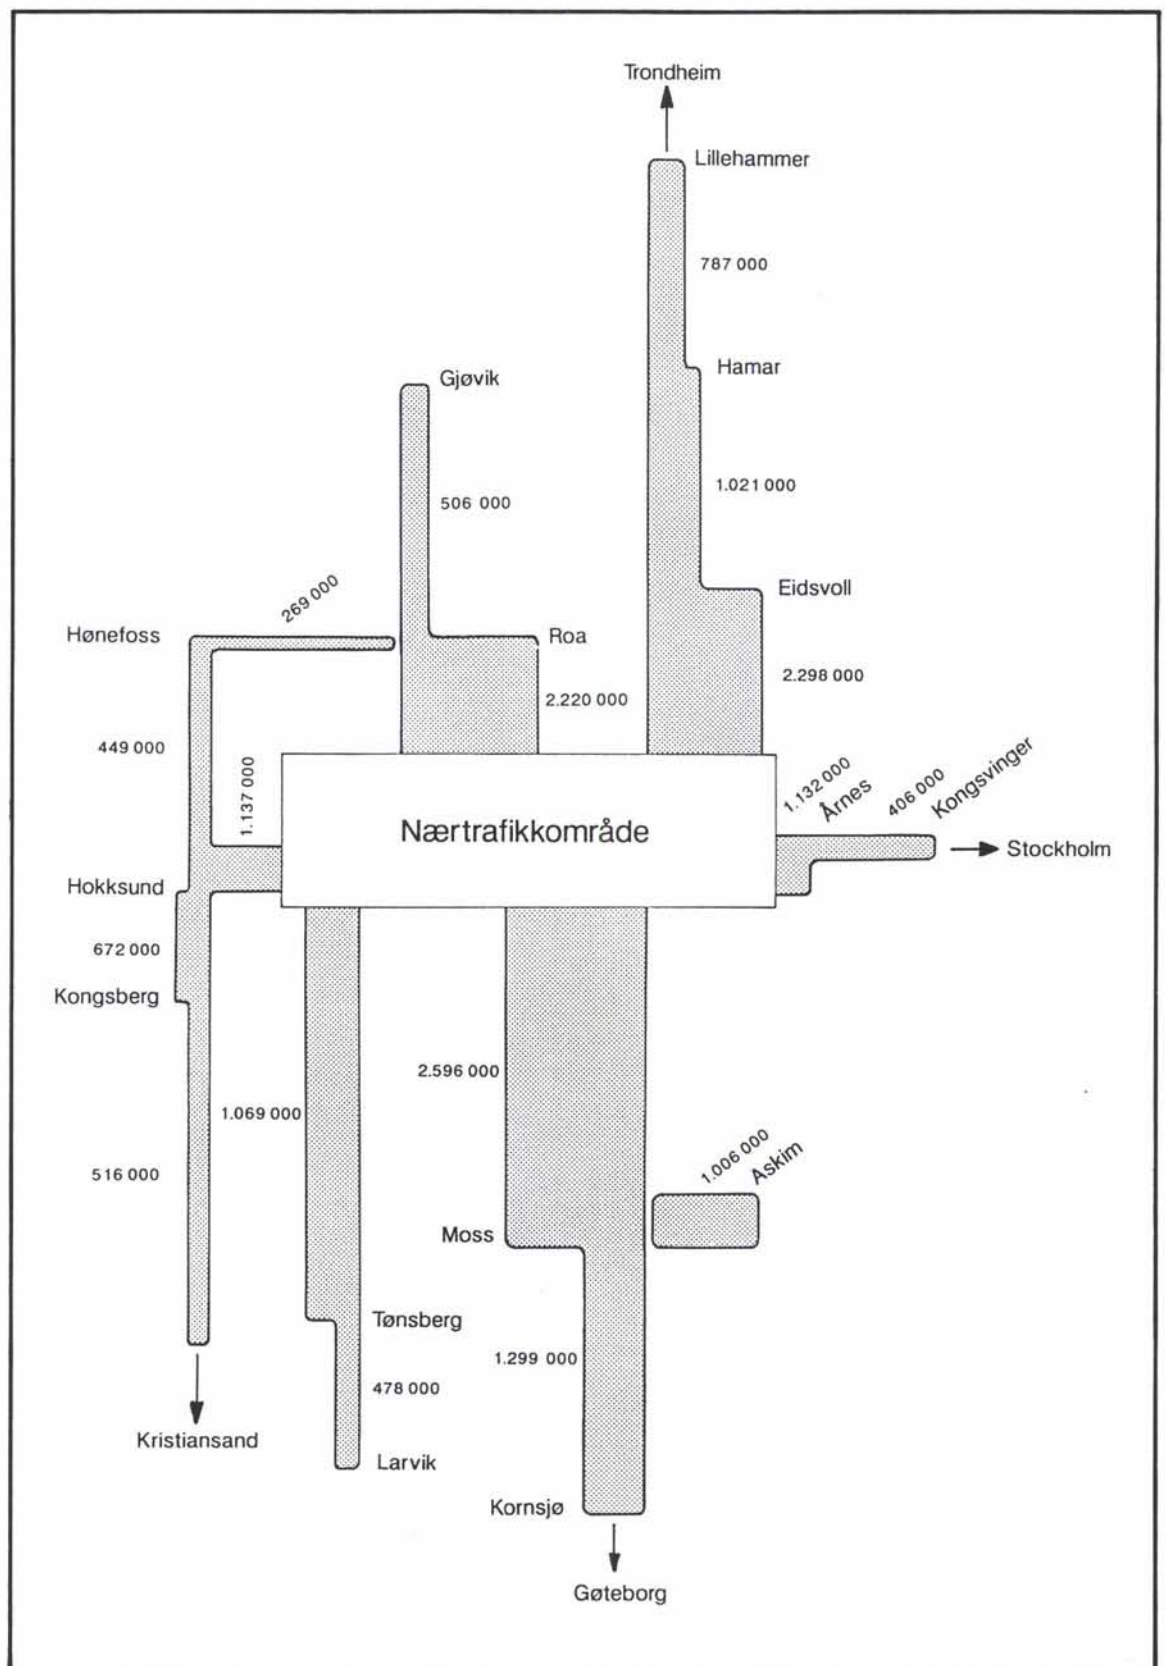 Trondheim
Lillehammer
787 000
Hamar
Gjøvik
1.021 000
506 000
Eidsvoll
269 000
Hønefoss
Roa
2.298 000
2.220 000
449 000
1.137 000
1.132 000
Årnes
406 000
Kongsvinger
Nærtrafikkområde
Stockholm
Hokksund
672 000
Kongsberg
2.596 000
1.069 000
516 000
1.006 000
Askim
Moss
Tønsberg
1.299 000
478 000
Kristiansand
Larvik
Kornsjø
Gøteborg